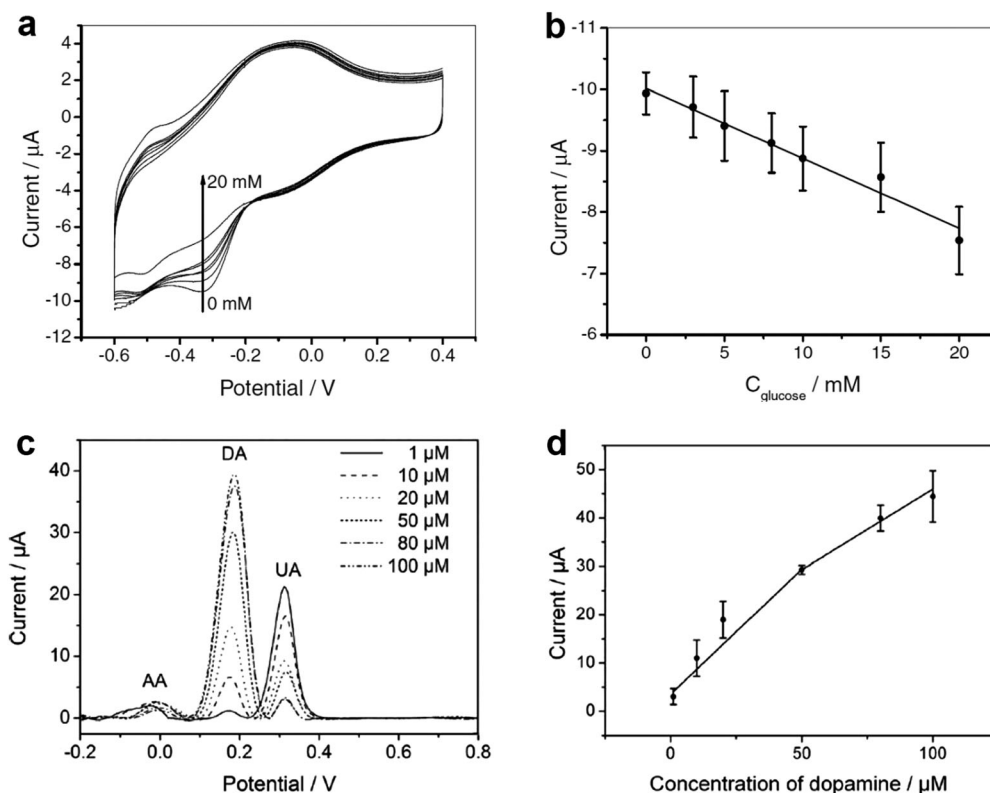 a
4
2
0
-2
-4
-6
-8
-10
-12
Current / µA
20 mM
0 mM
-0.6 -0.4 -0.2 0.0 0.2 0.4
Potential / V
b
-11
-10
-9
-8
-7
-6
Current / µA
0 5 10 15 20
C glucose / mM
c
40
30
20
10
0
Current / µA
DA
UA
AA
1 µM
10 µM
20 µM
50 µM
80 µM
100 µM
-0.2 0.0 0.2 0.4 0.6 0.8
Potential / V
d
50
40
30
20
10
0
Current / µA
0 50 100
Concentration of dopamine / µM